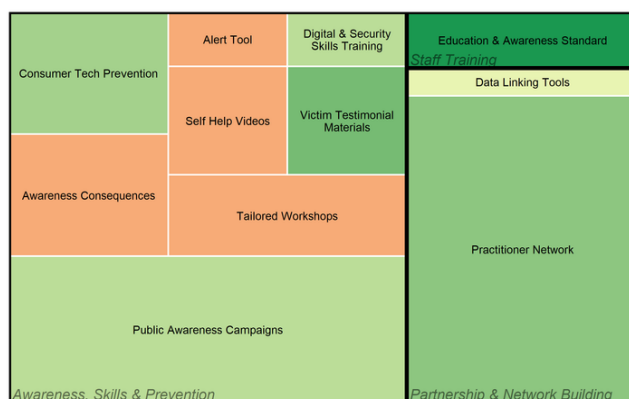 Consumer Tech Prevention
Alert Tool
Digital & Security
Skills Training
Education & Awareness Standard
Staff Training
Data Linking Tools
Self Help Videos
Victim Testimonial
Materials
Awareness Consequences
Tailored Workshops
Practitioner Network
Public Awareness Campaigns
Awareness, Skills & Prevention
Partnership & Network Building